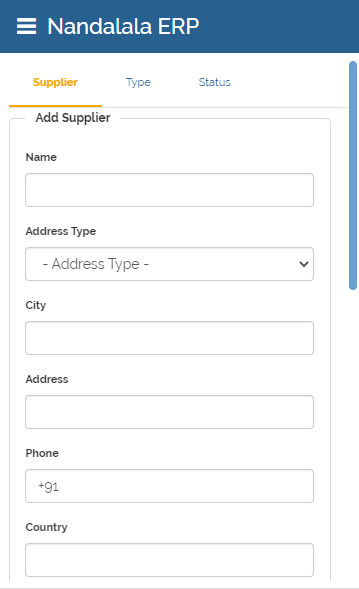 Nandalala ERP
Supplier Type Status
Add Supplier
Name
Address Type
- Address Type -
City
Address
Phone
+91
Country